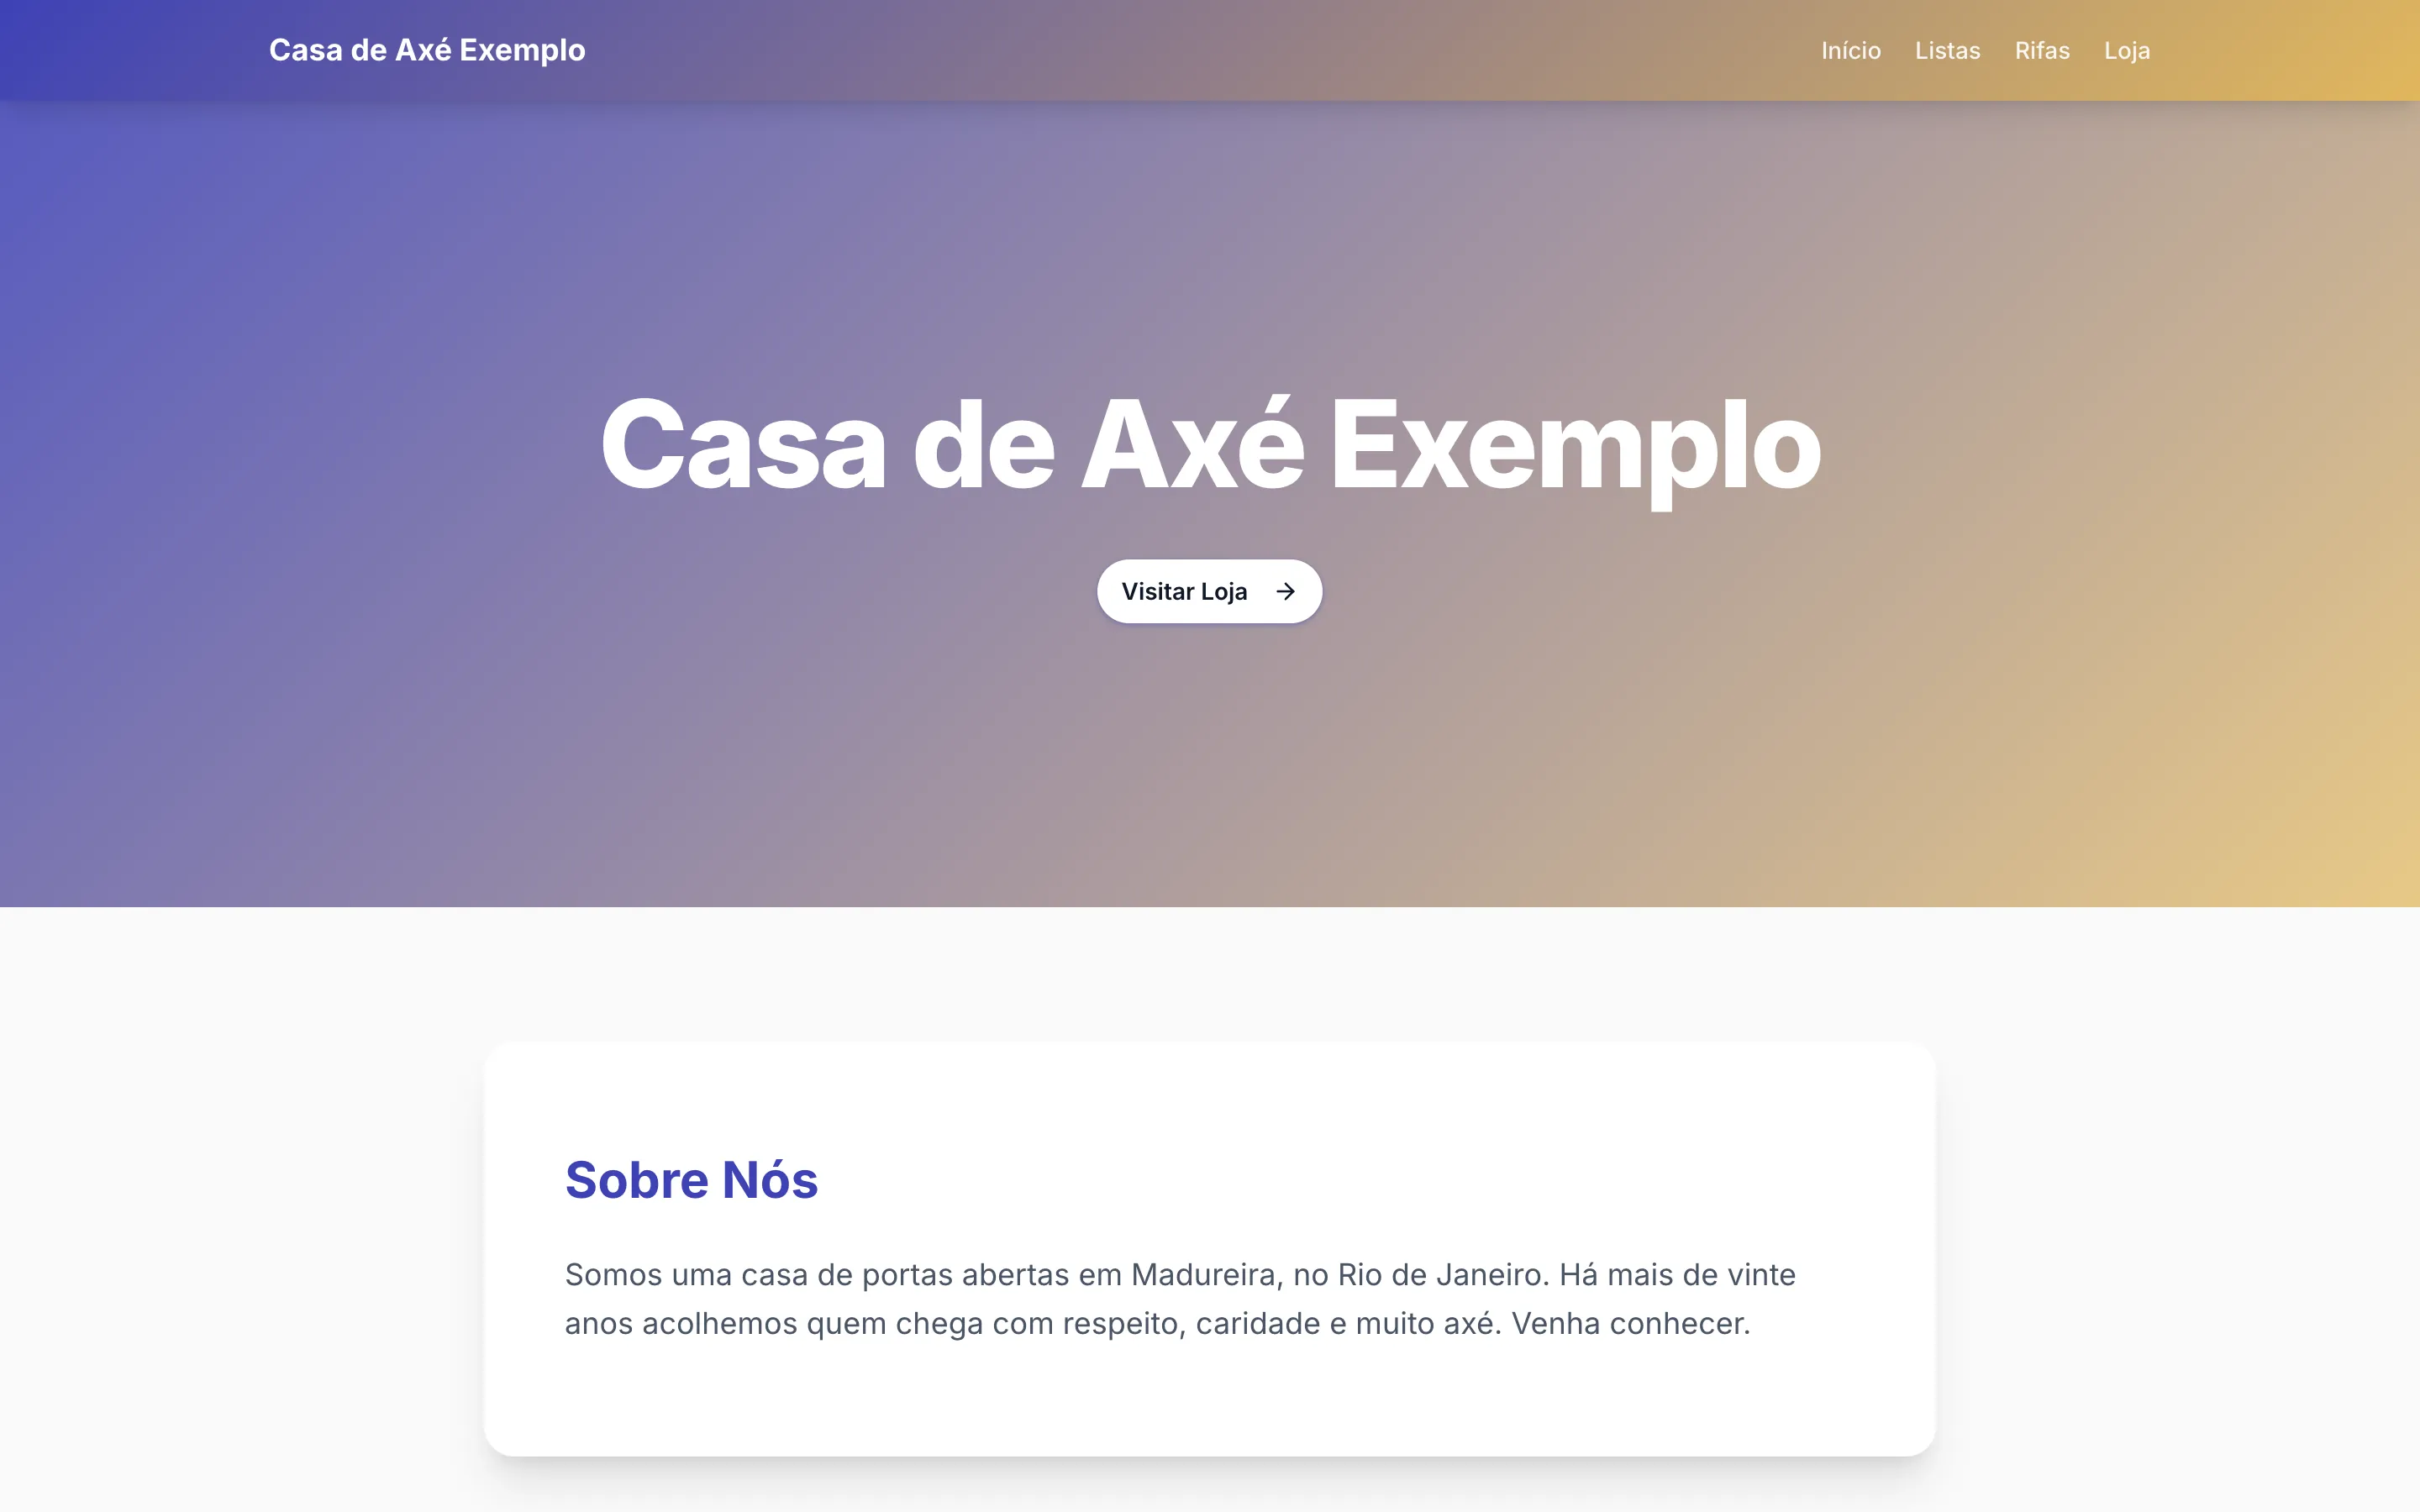 Casa de Axé Exemplo
Início Listas Rifas Loja
Casa de Axé Exemplo
Visitar Loja
Sobre Nós
Somos uma casa de portas abertas em Madureira, no Rio de Janeiro. Há mais de vinte
anos acolhemos quem chega com respeito, caridade e muito axé. Venha conhecer.